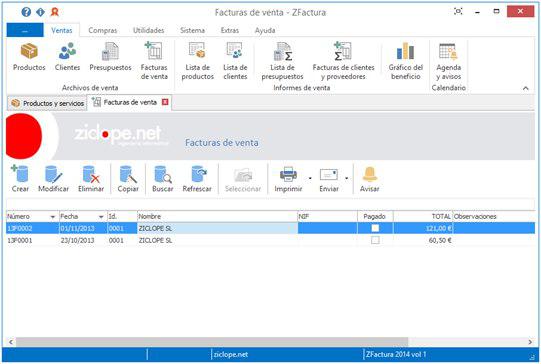 Facturas de venta - ZFactura
... Ventas Compras Utilidades Sistema Extras Ayuda
Productos Clientes Presupuestos Facturas de venta Lista de productos Lista de clientes Lista de presupuestos Facturas de clientes y proveedores Gráfico del beneficio Agenda y avisos
Archivos de venta Informes de venta Calendario
Productos y servicios Facturas de venta
ziclope.net
ingeniería informática
Facturas de venta
Crear Modificar Eliminar Copiar Buscar Refrescar Seleccionar Imprimir Enviar Avisar
Número Fecha Id. Nombre NIF Pagado TOTAL Observaciones
13F0002 01/11/2013 0001 ZICLOPE SL 121,00 €
13F0001 23/10/2013 0001 ZICLOPE SL 60,50 €
ziclope.net ZFactura 2014 vol 1